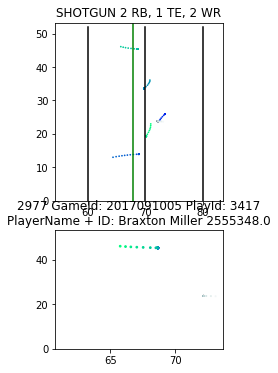 SHOTGUN 2 RB, 1 TE, 2 WR
50
40
30
20
10
0
60 70 80
2977 GameId: 2017091005 PlayId: 3417
PlayerName + ID: Braxton Miller 2555348.0
40
20
0
65 70